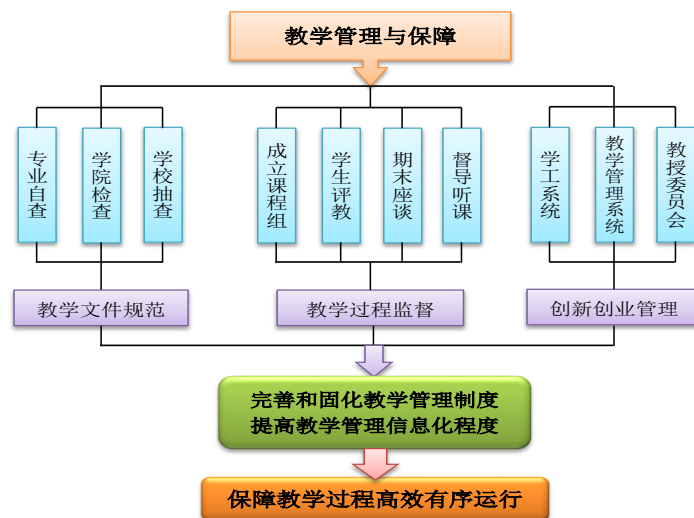 教学管理与保障
专业自查
学院检查
学校抽查
成立课程组
学生评教
期末座谈
督导听课
学工系统
教学管理系统
教授委员会
教学文件规范
教学过程监督
创新创业管理
完善和固化教学管理制度
提高教学管理信息化程度
保障教学过程高效有序运行